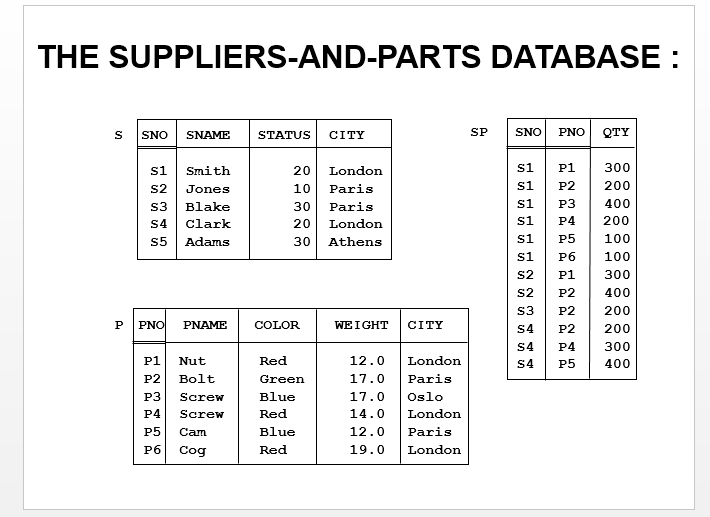 THE SUPPLIERS-AND-PARTS DATABASE :
S SNO SNAME STATUS CITY
S1 Smith 20 London
S2 Jones 10 Paris
S3 Blake 30 Paris
S4 Clark 20 London
S5 Adams 30 Athens
SP SNO PNO QTY
S1 P1 300
S1 P2 200
S1 P3 400
S1 P4 200
S1 P5 100
S1 P6 100
S2 P1 300
S2 P2 400
S3 P2 200
S4 P2 200
S4 P4 300
S4 P5 400
P PNO PNAME COLOR WEIGHT CITY
P1 Nut Red 12.0 London
P2 Bolt Green 17.0 Paris
P3 Screw Blue 17.0 Oslo
P4 Screw Red 14.0 London
P5 Cam Blue 12.0 Paris
P6 Cog Red 19.0 London